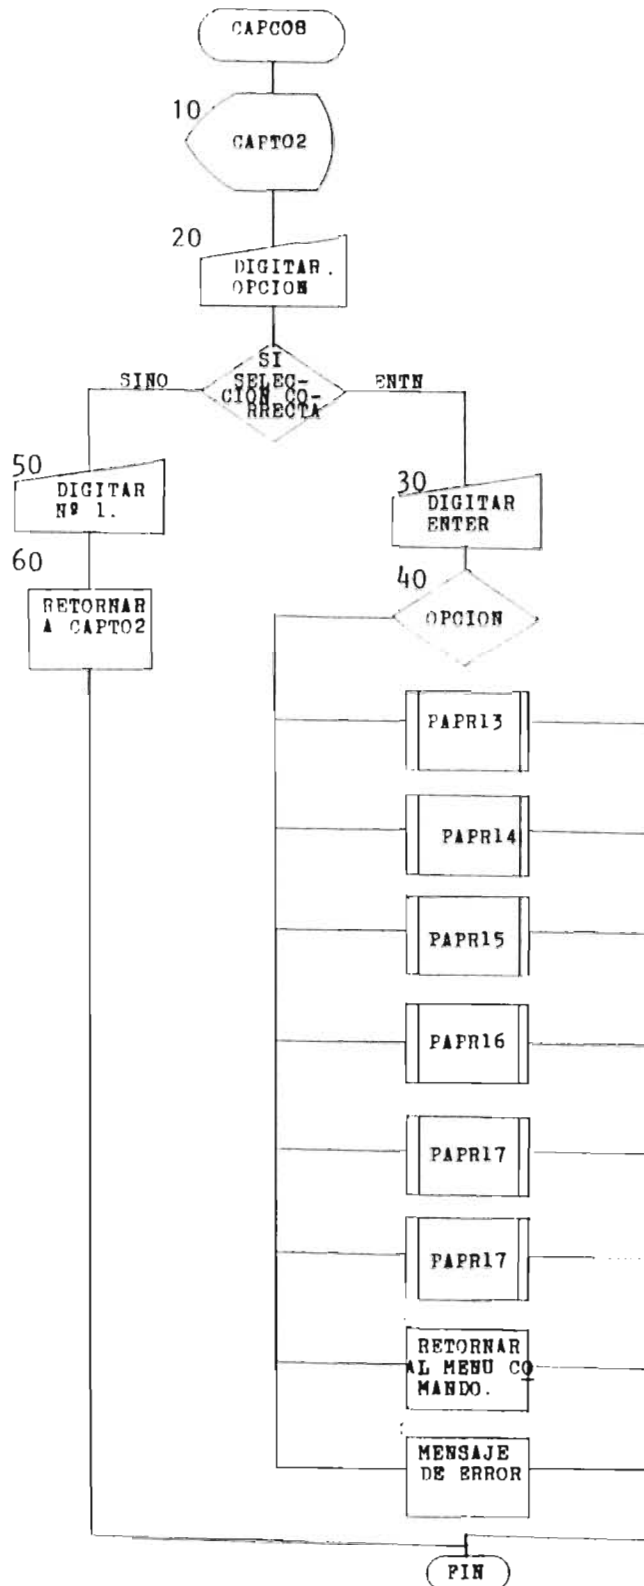 CAPC08
10
CAPT02
20
DIGITAR.
OPCION
SI
SELEC-
CION CO-
RRECTA
SINO
ENTN
50
DIGITAR
Nº 1.
30
DIGITAR
ENTER
60
RETORNAR
A CAPT02
40
OPCION
PAPR13
PAPR14
PAPR15
PAPR16
PAPR17
PAPR17
RETORNAR
AL MENU CO
MANDO.
MENSAJE
DE ERROR
FIN